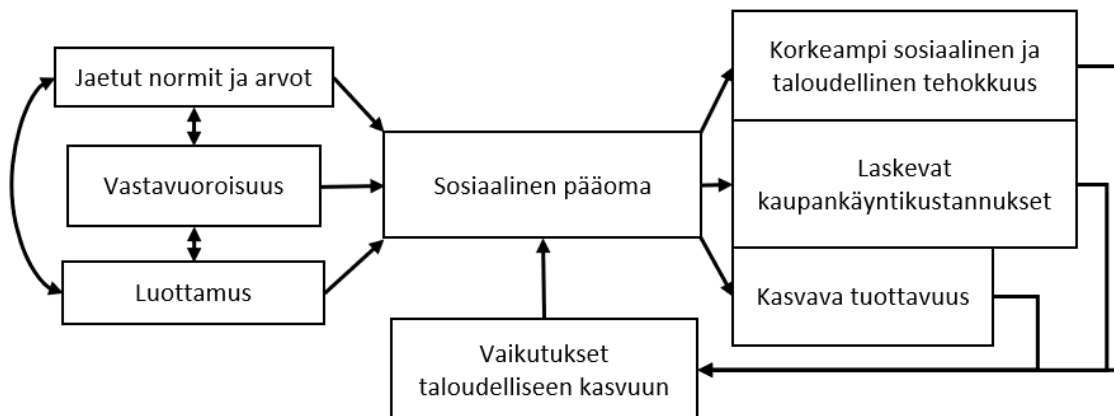 Jaetut normit ja arvot
Vastavuoroisuus
Luottamus
Sosiaalinen pääoma
Korkeampi sosiaalinen ja
taloudellinen tehokkuus
Laskevat
kaupankäyntikustannukset
Kasvava tuottavuus
Vaikutukset
taloudelliseen kasvuun